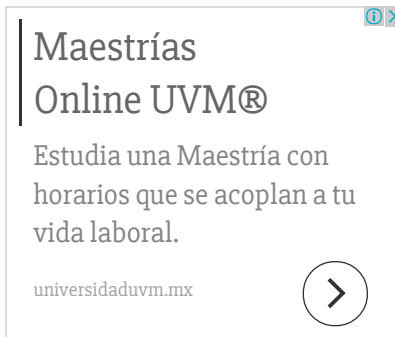 Maestrías
Online UVM®
Estudia una Maestría con
horarios que se acoplan a tu
vida laboral.
universidaduvm.mx